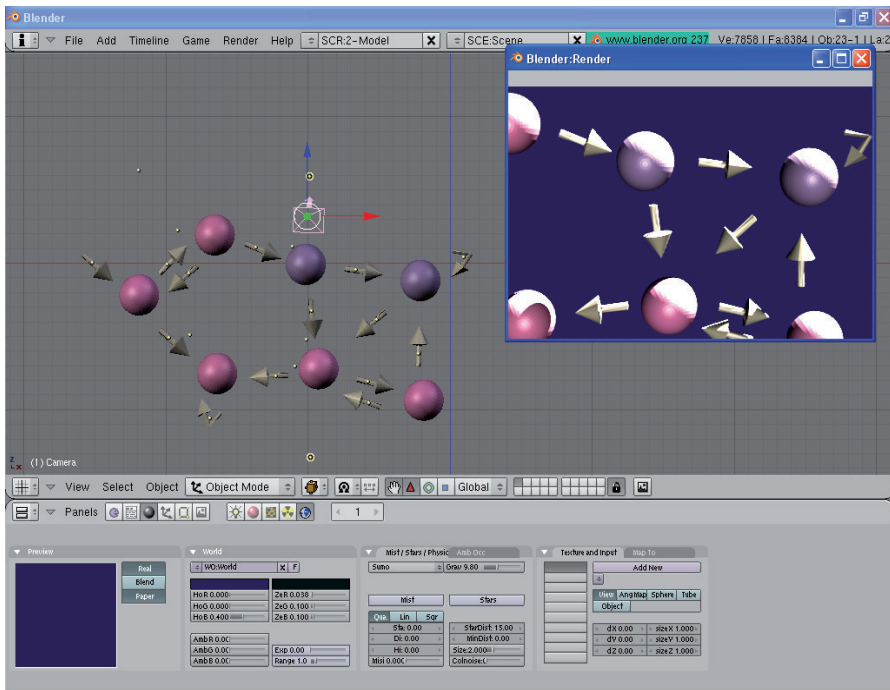 Blender
File Add Timeline Game Render Help SCR:2-Model X SCE:Scene X www.blender.org 237 Ve:7858 | Fa:8384 | Ob:23-1 | La:2
Blender:Render
(1) Camera
View Select Object Object Mode Global
Panels 1
Preview
Real
Blend
Paper
World
WO:World X F
HoR 0.000 ZeR 0.038
HoG 0.000 ZeG 0.100
HoB 0.400 ZeB 0.100
AmbR 0.00
AmbG 0.00 Exp 0.00
AmbB 0.00 Range 1.0
Mist / Stars / Physic Amb Occ
Sumo Grav 9.80
Mist Stars
Qua Lin Sqr
Sta: 0.00 StarDist: 15.00
Di: 0.00 MinDist: 0.00
Hi: 0.00 Size:2.000
Misi 0.00 Colnoise:
Texture and Input Map To
Add New
View AngMap Sphere Tube
Object
dX 0.00 sizeX 1.000
dY 0.00 sizeY 1.000
dZ 0.00 sizeZ 1.000